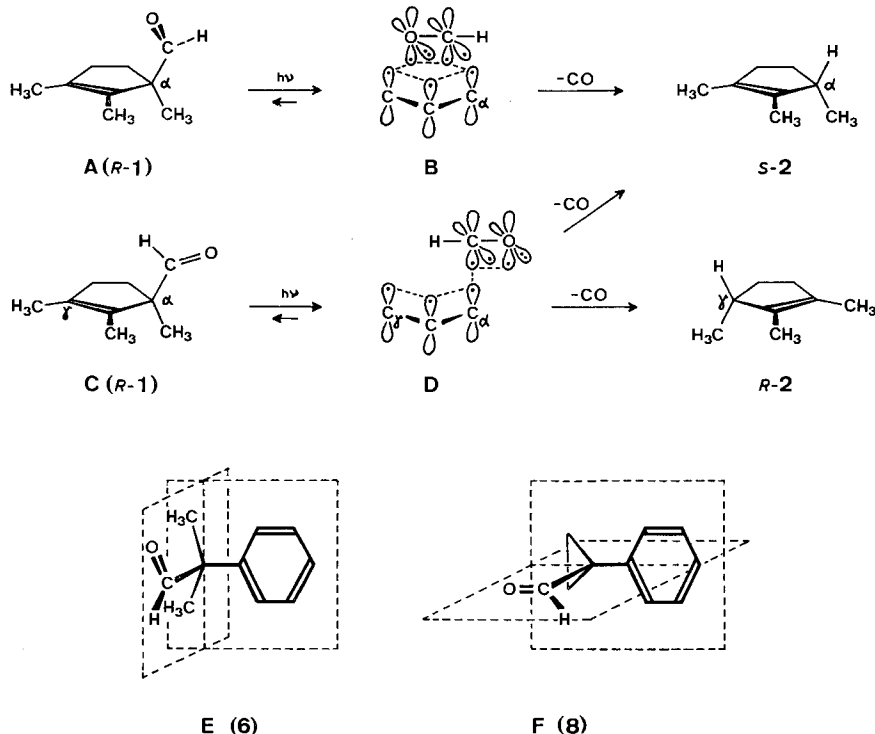 O
H
H₃C
α
CH₃
CH₃
A (R-1)
hν
O C H
C C C α
B
-CO
H
α
H₃C
CH₃
CH₃
S-2
-CO
H
O
H₃C
γ
α
CH₃
CH₃
C (R-1)
hν
H C O
C γ C C α
D
-CO
H
γ
H₃C
CH₃
CH₃
R-2
H₃C
O
C
H
H₃C
E (6)
O=C
H
F (8)